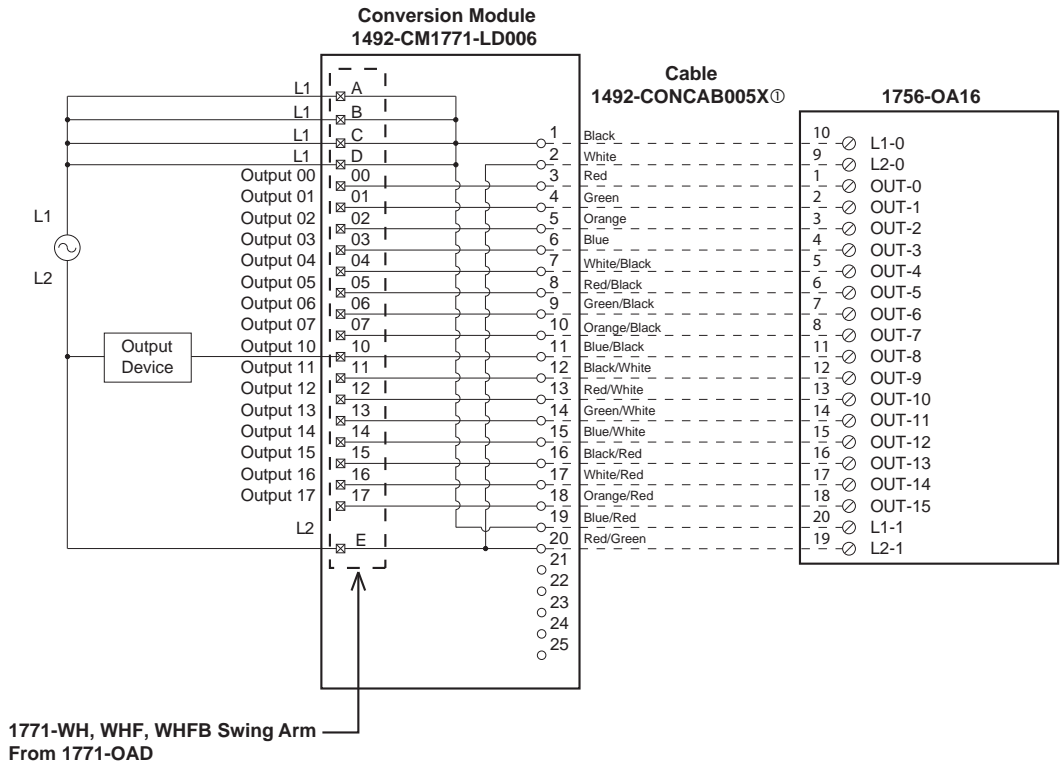 Conversion Module
1492-CM1771-LD006
Cable
1492-CONCAB005X①
1756-OA16
L1 A
L1 B
L1 C 1 Black 10 L1-0
L1 D 2 White 9 L2-0
Output 00 00 3 Red 1 OUT-0
Output 01 01 4 Green 2 OUT-1
Output 02 02 5 Orange 3 OUT-2
Output 03 03 6 Blue 4 OUT-3
Output 04 04 7 White/Black 5 OUT-4
Output 05 05 8 Red/Black 6 OUT-5
Output 06 06 9 Green/Black 7 OUT-6
Output 07 07 10 Orange/Black 8 OUT-7
Output 10 10 11 Blue/Black 11 OUT-8
Output 11 11 12 Black/White 12 OUT-9
Output 12 12 13 Red/White 13 OUT-10
Output 13 13 14 Green/White 14 OUT-11
Output 14 14 15 Blue/White 15 OUT-12
Output 15 15 16 Black/Red 16 OUT-13
Output 16 16 17 White/Red 17 OUT-14
Output 17 17 18 Orange/Red 18 OUT-15
19 Blue/Red 20 L1-1
L2 E 20 Red/Green 19 L2-1
21
22
23
24
25
L1
L2
Output
Device
1771-WH, WHF, WHFB Swing Arm
From 1771-OAD